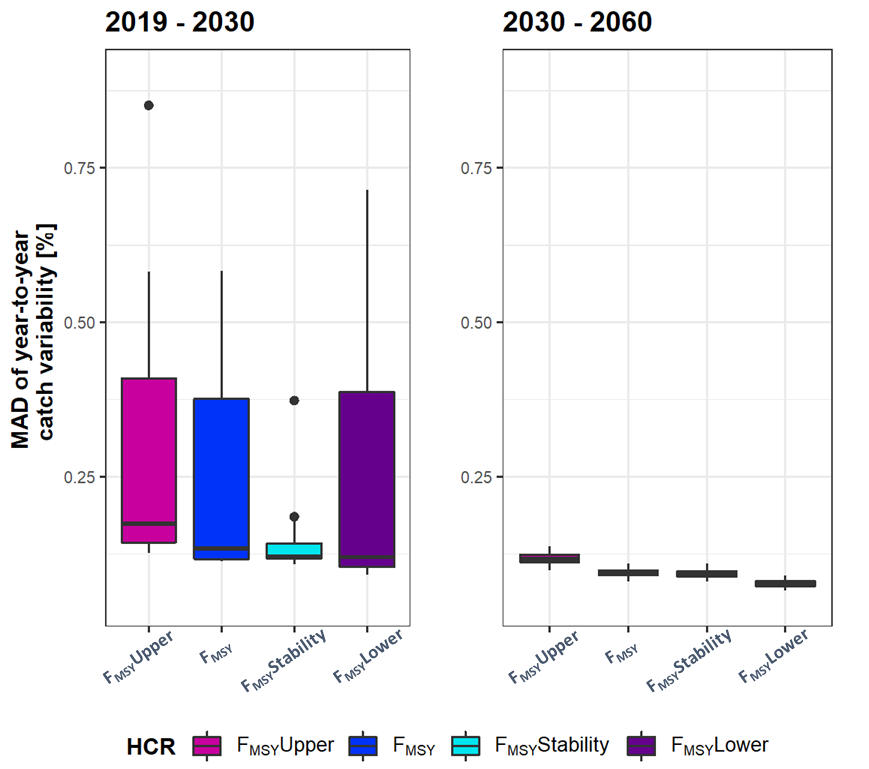 2019 - 2030
2030 - 2060
MAD of year-to-year
catch variability [%]
0.75
0.50
0.25
0.75
0.50
0.25
FMSYUpper
FMSY
FMSYStability
FMSYLower
FMSYUpper
FMSY
FMSYStability
FMSYLower
HCR FMSYUpper FMSY FMSYStability FMSYLower